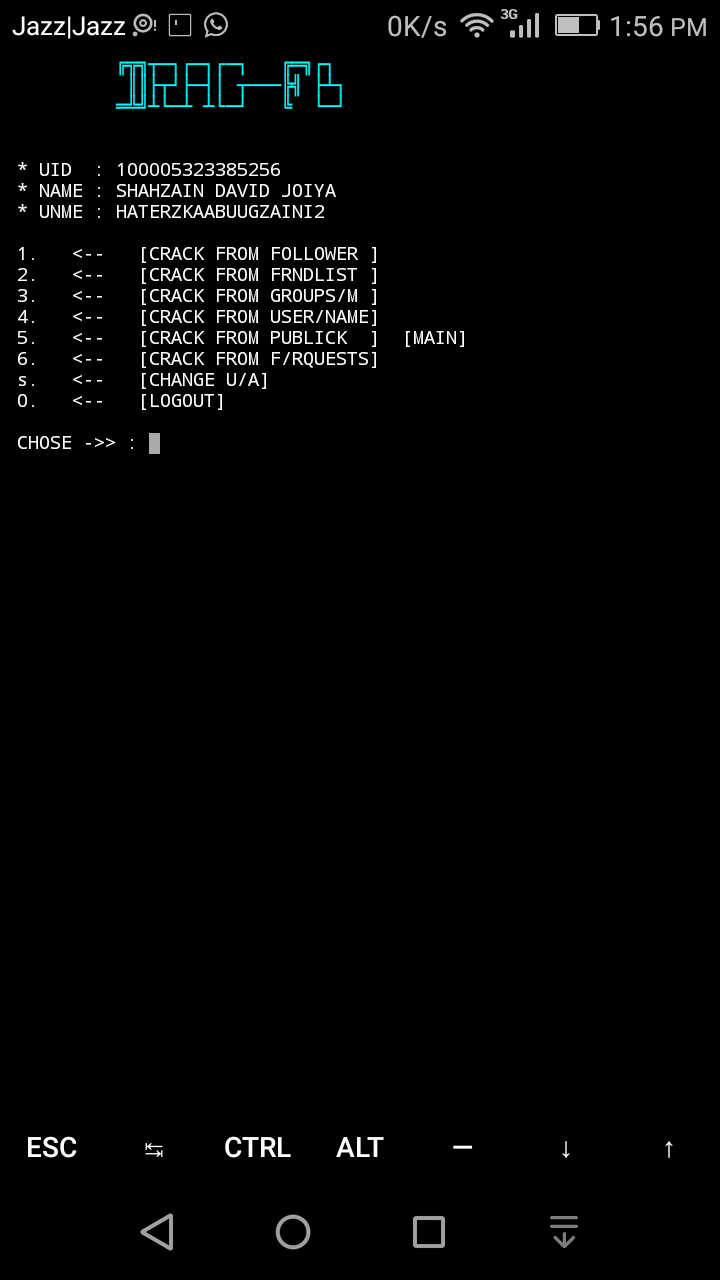 Jazz|Jazz 0K/s 3G 1:56 PM
* UID : 100005323385256
* NAME : SHAHZAIN DAVID JOIYA
* UNME : HATERZKAABUUGZAINI2
1. <-- [CRACK FROM FOLLOWER ]
2. <-- [CRACK FROM FRNDLIST ]
3. <-- [CRACK FROM GROUPS/M ]
4. <-- [CRACK FROM USER/NAME]
5. <-- [CRACK FROM PUBLICK ] [MAIN]
6. <-- [CRACK FROM F/RQUESTS]
s. <-- [CHANGE U/A]
0. <-- [LOGOUT]
CHOSE ->> :
ESC ↹ CTRL ALT — ↓ ↑